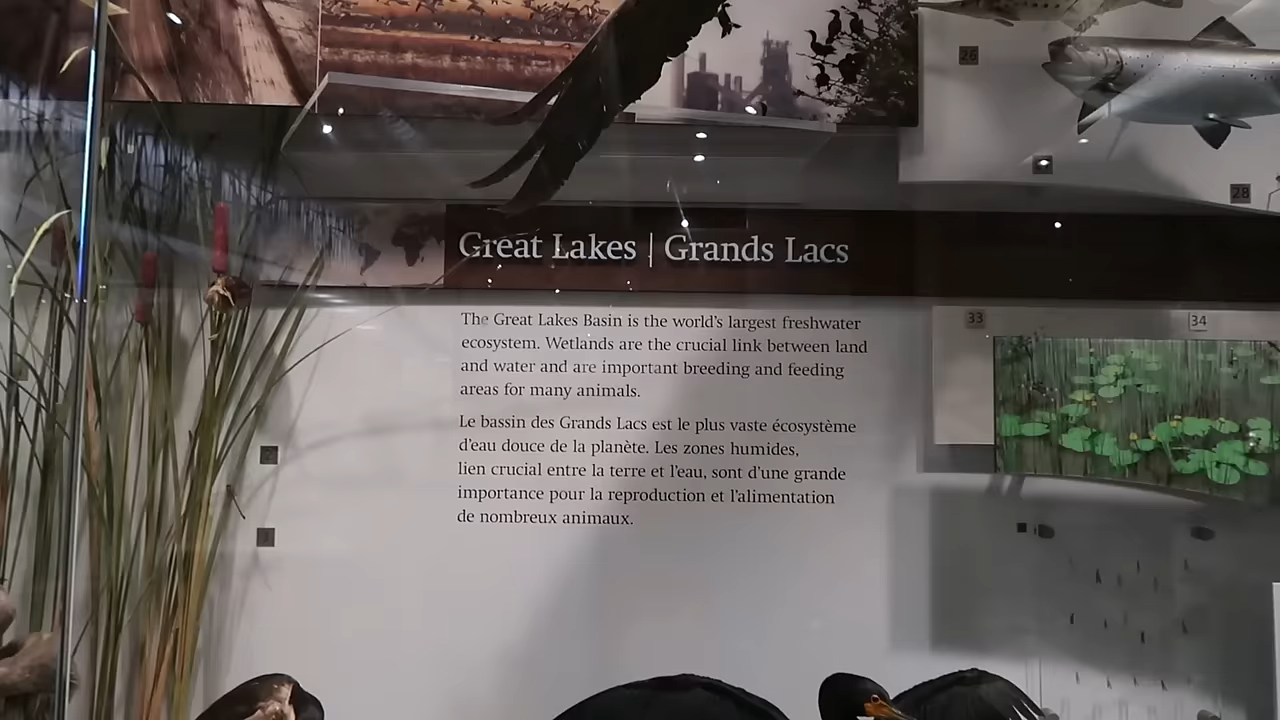 26
28
Great Lakes | Grands Lacs
The Great Lakes Basin is the world's largest freshwater
ecosystem. Wetlands are the crucial link between land
and water and are important breeding and feeding
areas for many animals.
Le bassin des Grands Lacs est le plus vaste écosystème
d'eau douce de la planète. Les zones humides,
lien crucial entre la terre et l'eau, sont d'une grande
importance pour la reproduction et l'alimentation
de nombreux animaux.
33
34